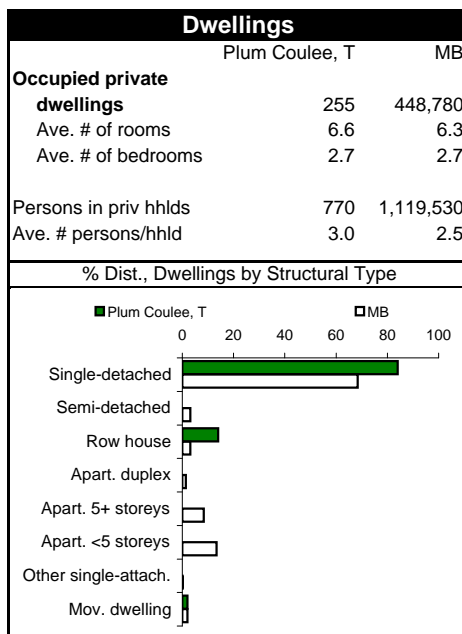 Dwellings
Plum Coulee, T MB
Occupied private
dwellings 255 448,780
Ave. # of rooms 6.6 6.3
Ave. # of bedrooms 2.7 2.7
Persons in priv hhlds 770 1,119,530
Ave. # persons/hhld 3.0 2.5
% Dist., Dwellings by Structural Type
Plum Coulee, T MB
0 20 40 60 80 100
Single-detached
Semi-detached
Row house
Apart. duplex
Apart. 5+ storeys
Apart. <5 storeys
Other single-attach.
Mov. dwelling